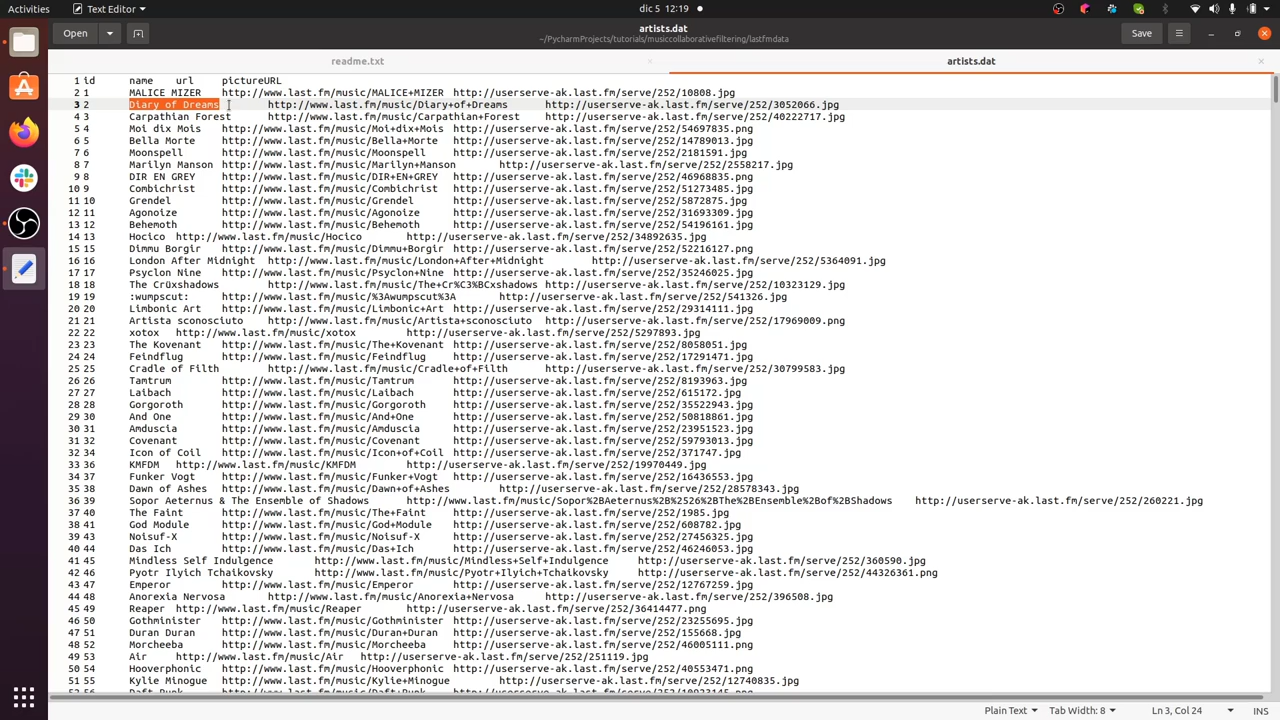 Activities
Text Editor
dic 5 12:19
Open
artists.dat
~/PycharmProjects/tutorials/musiccollaborativefiltering/lastfmdata
Save
readme.txt
artists.dat
1 id name url pictureURL
2 1 MALICE MIZER http://www.last.fm/music/MALICE+MIZER http://userserve-ak.last.fm/serve/252/10808.jpg
3 2 Diary of Dreams http://www.last.fm/music/Diary+of+Dreams http://userserve-ak.last.fm/serve/252/3052066.jpg
4 3 Carpathian Forest http://www.last.fm/music/Carpathian+Forest http://userserve-ak.last.fm/serve/252/40222717.jpg
5 4 Moi dix Mois http://www.last.fm/music/Moi+dix+Mois http://userserve-ak.last.fm/serve/252/54697835.png
6 5 Bella Morte http://www.last.fm/music/Bella+Morte http://userserve-ak.last.fm/serve/252/14789013.jpg
7 6 Moonspell http://www.last.fm/music/Moonspell http://userserve-ak.last.fm/serve/252/2181591.jpg
8 7 Marilyn Manson http://www.last.fm/music/Marilyn+Manson http://userserve-ak.last.fm/serve/252/2558217.jpg
9 8 DIR EN GREY http://www.last.fm/music/DIR+EN+GREY http://userserve-ak.last.fm/serve/252/46968835.png
10 9 Combichrist http://www.last.fm/music/Combichrist http://userserve-ak.last.fm/serve/252/51273485.jpg
11 10 Grendel http://www.last.fm/music/Grendel http://userserve-ak.last.fm/serve/252/5872875.jpg
12 11 Agonoize http://www.last.fm/music/Agonoize http://userserve-ak.last.fm/serve/252/31693309.jpg
13 12 Behemoth http://www.last.fm/music/Behemoth http://userserve-ak.last.fm/serve/252/54196161.jpg
14 13 Hocico http://www.last.fm/music/Hocico http://userserve-ak.last.fm/serve/252/34892635.jpg
15 15 Dimmu Borgir http://www.last.fm/music/Dimmu+Borgir http://userserve-ak.last.fm/serve/252/52216127.png
16 16 London After Midnight http://www.last.fm/music/London+After+Midnight http://userserve-ak.last.fm/serve/252/5364091.jpg
17 17 Psyclon Nine http://www.last.fm/music/Psyclon+Nine http://userserve-ak.last.fm/serve/252/35246025.jpg
18 18 The Crüxshadows http://www.last.fm/music/The+Cr%C3%BCxshadows http://userserve-ak.last.fm/serve/252/10323129.jpg
19 19 :wumpscut: http://www.last.fm/music/%3Awumpscut%3A http://userserve-ak.last.fm/serve/252/541326.jpg
20 20 Limbonic Art http://www.last.fm/music/Limbonic+Art http://userserve-ak.last.fm/serve/252/29314111.jpg
21 21 Artista sconosciuto http://www.last.fm/music/Artista+sconosciuto http://userserve-ak.last.fm/serve/252/17969009.png
22 22 xotox http://www.last.fm/music/xotox http://userserve-ak.last.fm/serve/252/5297893.jpg
23 23 The Kovenant http://www.last.fm/music/The+Kovenant http://userserve-ak.last.fm/serve/252/8058051.jpg
24 24 Feindflug http://www.last.fm/music/Feindflug http://userserve-ak.last.fm/serve/252/17291471.jpg
25 25 Cradle of Filth http://www.last.fm/music/Cradle+of+Filth http://userserve-ak.last.fm/serve/252/30799583.jpg
26 26 Tamtrum http://www.last.fm/music/Tamtrum http://userserve-ak.last.fm/serve/252/8193963.jpg
27 27 Laibach http://www.last.fm/music/Laibach http://userserve-ak.last.fm/serve/252/615172.jpg
28 28 Gorgoroth http://www.last.fm/music/Gorgoroth http://userserve-ak.last.fm/serve/252/35522943.jpg
29 30 And One http://www.last.fm/music/And+One http://userserve-ak.last.fm/serve/252/50818861.jpg
30 31 Amduscia http://www.last.fm/music/Amduscia http://userserve-ak.last.fm/serve/252/23951523.jpg
31 32 Covenant http://www.last.fm/music/Covenant http://userserve-ak.last.fm/serve/252/59793013.jpg
32 34 Icon of Coil http://www.last.fm/music/Icon+of+Coil http://userserve-ak.last.fm/serve/252/371747.jpg
33 36 KMFDM http://www.last.fm/music/KMFDM http://userserve-ak.last.fm/serve/252/19970449.jpg
34 37 Funker Vogt http://www.last.fm/music/Funker+Vogt http://userserve-ak.last.fm/serve/252/16436553.jpg
35 38 Dawn of Ashes http://www.last.fm/music/Dawn+of+Ashes http://userserve-ak.last.fm/serve/252/28578343.jpg
36 39 Sopor Aeternus & The Ensemble of Shadows http://www.last.fm/music/Sopor%2BAeternus%2B%2526%2BThe%2BEnsemble%2Bof%2BShadows http://userserve-ak.last.fm/serve/252/260221.jpg
37 40 The Faint http://www.last.fm/music/The+Faint http://userserve-ak.last.fm/serve/252/1985.jpg
38 41 God Module http://www.last.fm/music/God+Module http://userserve-ak.last.fm/serve/252/608782.jpg
39 43 Noisuf-X http://www.last.fm/music/Noisuf-X http://userserve-ak.last.fm/serve/252/27456325.jpg
40 44 Das Ich http://www.last.fm/music/Das+Ich http://userserve-ak.last.fm/serve/252/46246053.jpg
41 45 Mindless Self Indulgence http://www.last.fm/music/Mindless+Self+Indulgence http://userserve-ak.last.fm/serve/252/360590.jpg
42 46 Pyotr Ilyich Tchaikovsky http://www.last.fm/music/Pyotr+Ilyich+Tchaikovsky http://userserve-ak.last.fm/serve/252/44326361.png
43 47 Emperor http://www.last.fm/music/Emperor http://userserve-ak.last.fm/serve/252/12767259.jpg
44 48 Anorexia Nervosa http://www.last.fm/music/Anorexia+Nervosa http://userserve-ak.last.fm/serve/252/396508.jpg
45 49 Reaper http://www.last.fm/music/Reaper http://userserve-ak.last.fm/serve/252/36414477.png
46 50 Gothminister http://www.last.fm/music/Gothminister http://userserve-ak.last.fm/serve/252/23255695.jpg
47 51 Duran Duran http://www.last.fm/music/Duran+Duran http://userserve-ak.last.fm/serve/252/155668.jpg
48 52 Morcheeba http://www.last.fm/music/Morcheeba http://userserve-ak.last.fm/serve/252/46005111.png
49 53 Air http://www.last.fm/music/Air http://userserve-ak.last.fm/serve/252/251119.jpg
50 54 Hooverphonic http://www.last.fm/music/Hooverphonic http://userserve-ak.last.fm/serve/252/40553471.png
51 55 Kylie Minogue http://www.last.fm/music/Kylie+Minogue http://userserve-ak.last.fm/serve/252/12740835.jpg
Plain Text
Tab Width: 8
Ln 3, Col 24
INS